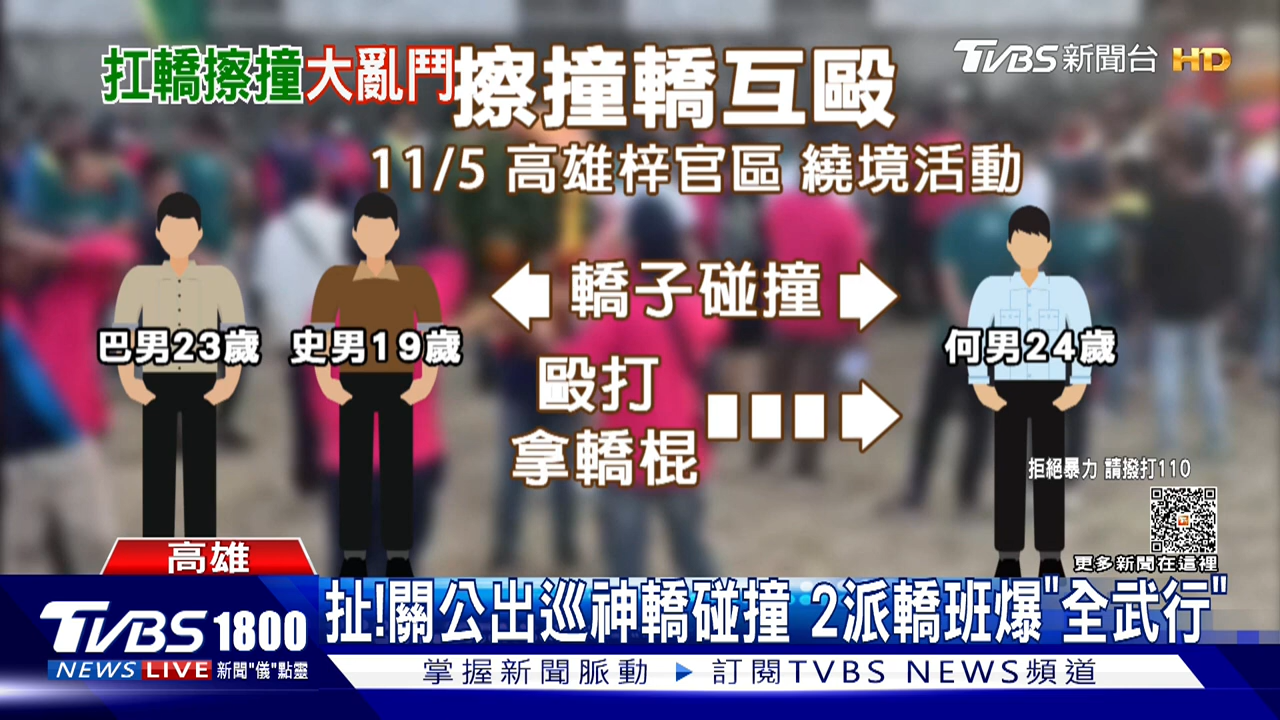 扛轎擦撞大亂鬥
擦撞轎互毆
TVBS新聞台 HD
11/5 高雄梓官區 繞境活動
轎子碰撞
巴男23歲 史男19歲 何男24歲
毆打
拿轎棍
拒絕暴力 請撥打110
更多新聞在這裡
高雄
扯!關公出巡神轎碰撞 2派轎班爆"全武行"
TVBS 1800
NEWS LIVE 新聞"儀"點靈
掌握新聞脈動 訂閱TVBS NEWS頻道